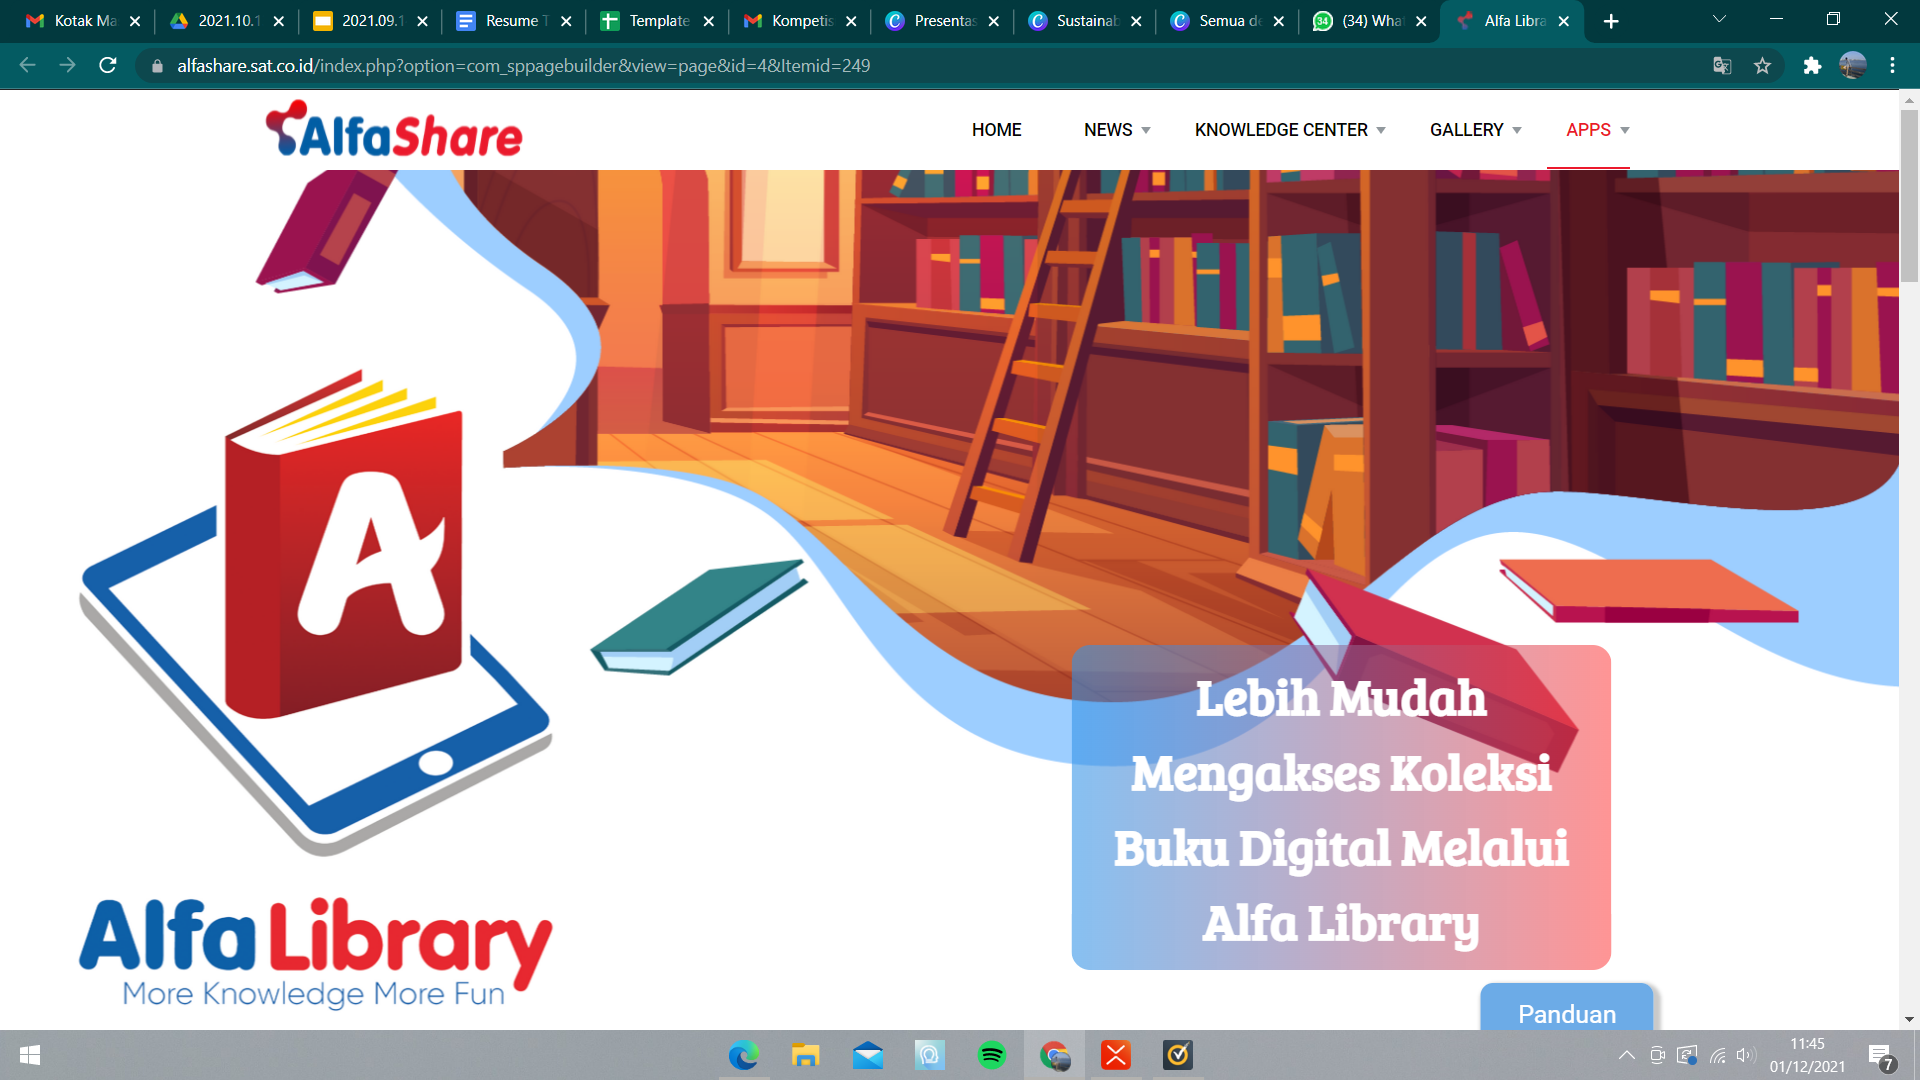 Kotak Ma
2021.10.1
2021.09.1
Resume T
Template
Kompetis
Presentas
Sustainab
Semua de
(34) What
Alfa Libra
alfashare.sat.co.id/index.php?option=com_sppagebuilder&view=page&id=4&Itemid=249
AlfaShare
HOME
NEWS
KNOWLEDGE CENTER
GALLERY
APPS
A
Lebih Mudah
Mengakses Koleksi
Buku Digital Melalui
Alfa Library
Alfa Library
More Knowledge More Fun
Panduan
11:45
01/12/2021
7